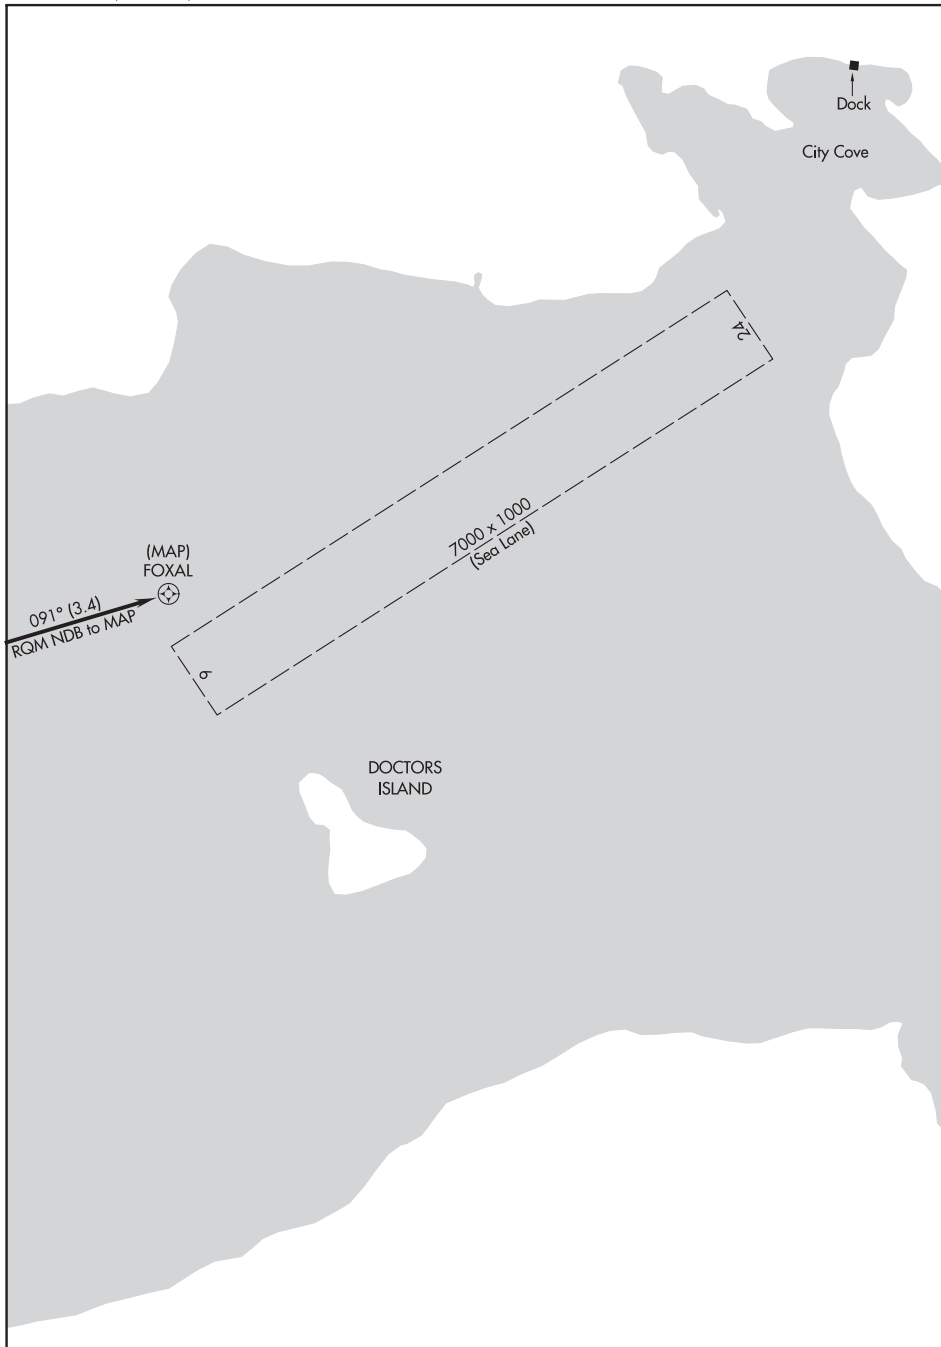 Dock
City Cove
24
7000 x 1000
(Sea Lane)
(MAP)
FOXAL
091° (3.4)
RQM NDB to MAP
6
DOCTORS
ISLAND